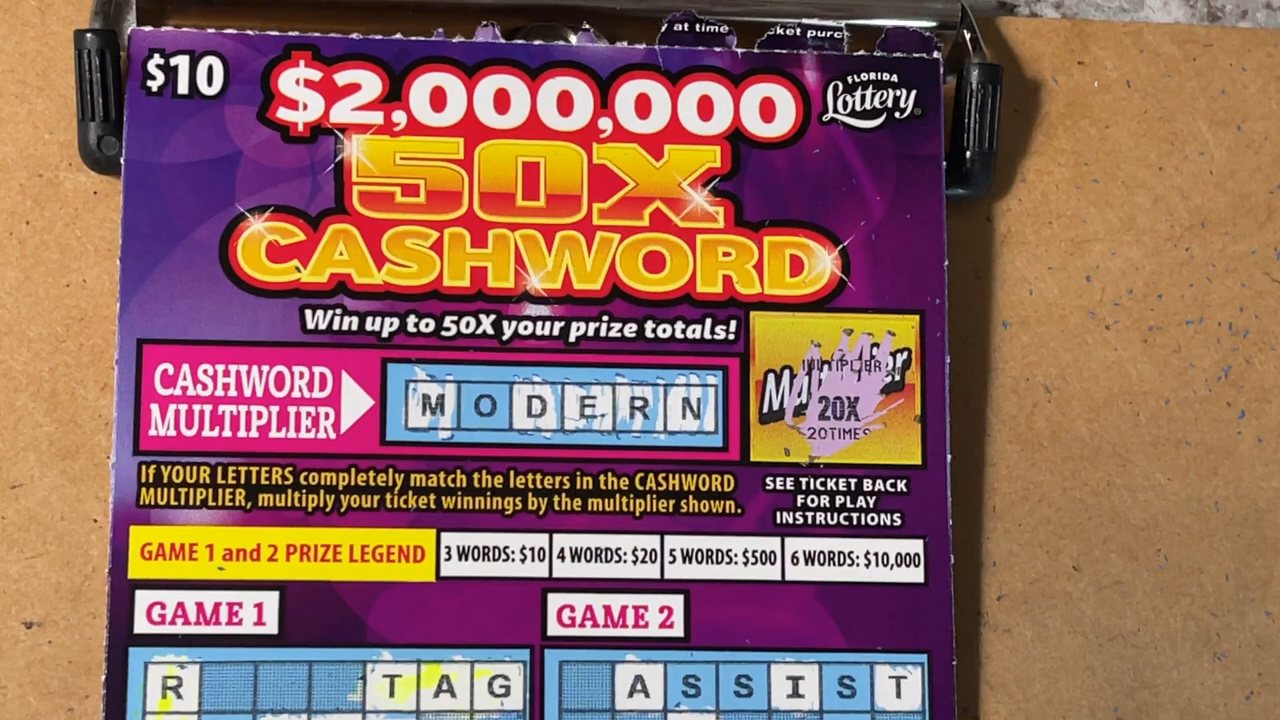 at time
cket purc
$10
$2,000,000
FLORIDA
Lottery
50X
CASHWORD
Win up to 50X your prize totals!
CASHWORD
MULTIPLIER
MODERN
Multiplier
MULTIPLIER
20X
20TIMES
If YOUR LETTERS completely match the letters in the CASHWORD
MULTIPLIER, multiply your ticket winnings by the multiplier shown.
SEE TICKET BACK
FOR PLAY
INSTRUCTIONS
GAME 1 and 2 PRIZE LEGEND
3 WORDS: $10
4 WORDS: $20
5 WORDS: $500
6 WORDS: $10,000
GAME 1
GAME 2
R TAG
ASSIST